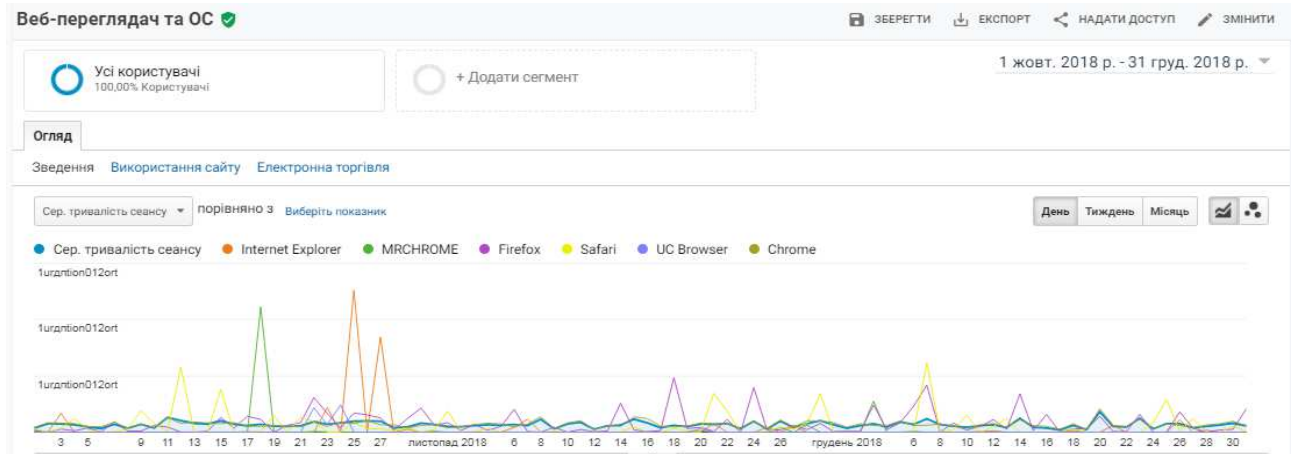 Веб-переглядач та ОС
ЗБЕРЕГТИ ЕКСПОРТ НАДАТИ ДОСТУП ЗМІНИТИ
Усі користувачі
100,00% Користувачі
+ Додати сегмент
1 жовт. 2018 р. - 31 груд. 2018 р.
Огляд
Зведення Використання сайту Електронна торгівля
Сер. тривалість сеансу порівняно з Виберіть показник
День Тиждень Місяць
Сер. тривалість сеансу Internet Explorer MRCHROME Firefox Safari UC Browser Chrome
3 5 9 11 13 15 17 19 21 23 25 27 листопад 2018 6 8 10 12 14 16 18 20 22 24 26 грудень 2018 6 8 10 12 14 16 18 20 22 24 26 28 30